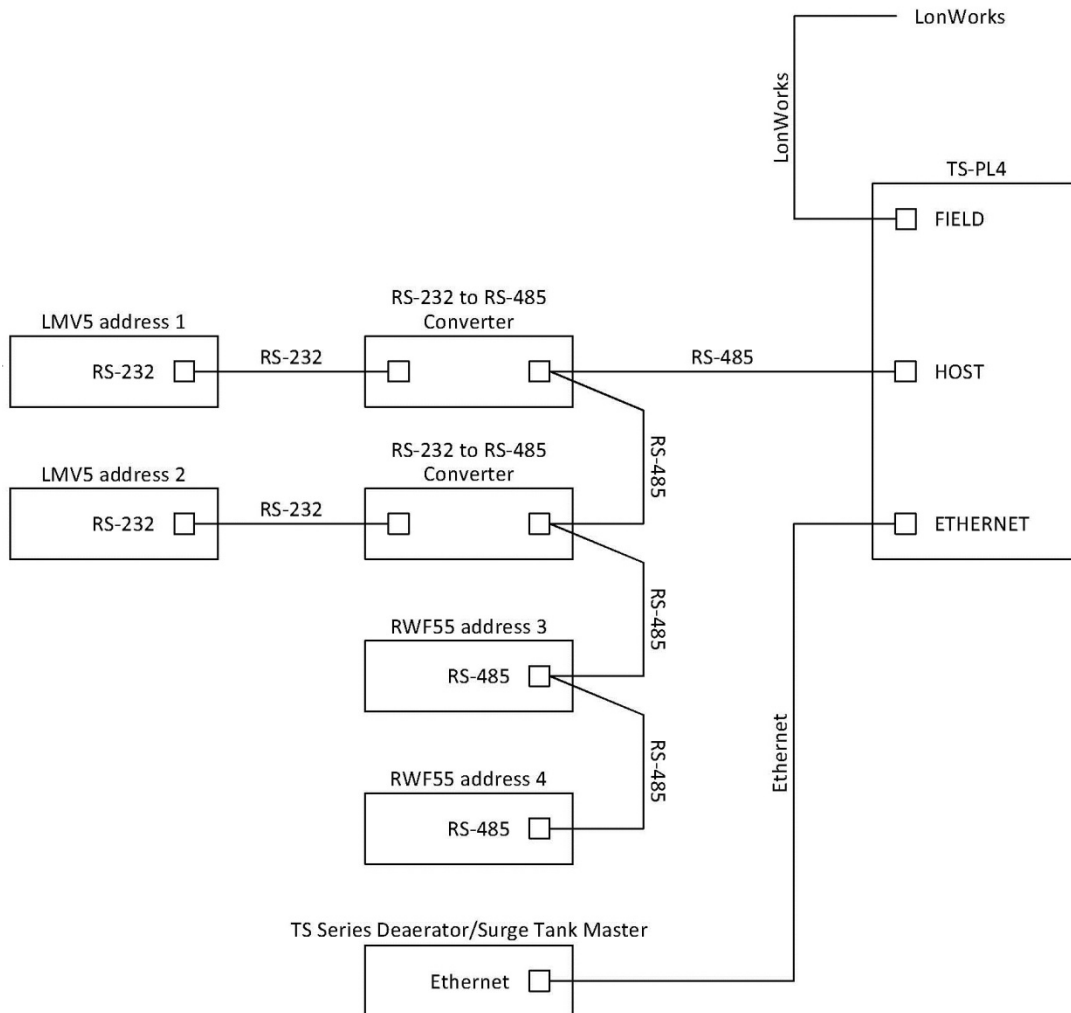 LonWorks
LonWorks
TS-PL4
FIELD
RS-232 to RS-485
Converter
LMV5 address 1
RS-232
RS-232
RS-485
HOST
RS-485
RS-232 to RS-485
Converter
LMV5 address 2
RS-232
RS-232
ETHERNET
RS-485
RWF55 address 3
RS-485
RS-485
Ethernet
RWF55 address 4
RS-485
TS Series Deaerator/Surge Tank Master
Ethernet